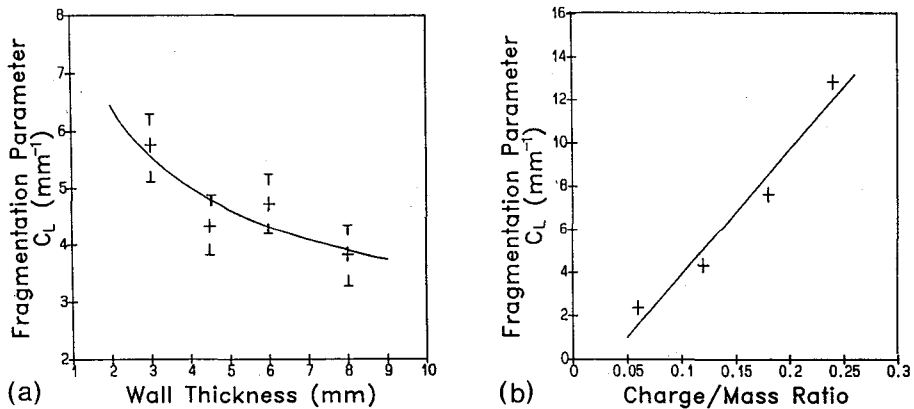 Fragmentation Parameter
C_L (mm⁻¹)
8
7
6
5
4
3
2
1 2 3 4 5 6 7 8 9 10
(a) Wall Thickness (mm)
Fragmentation Parameter
C_L (mm⁻¹)
16
14
12
10
8
6
4
2
0
0 0.05 0.1 0.15 0.2 0.25 0.3
(b) Charge/Mass Ratio